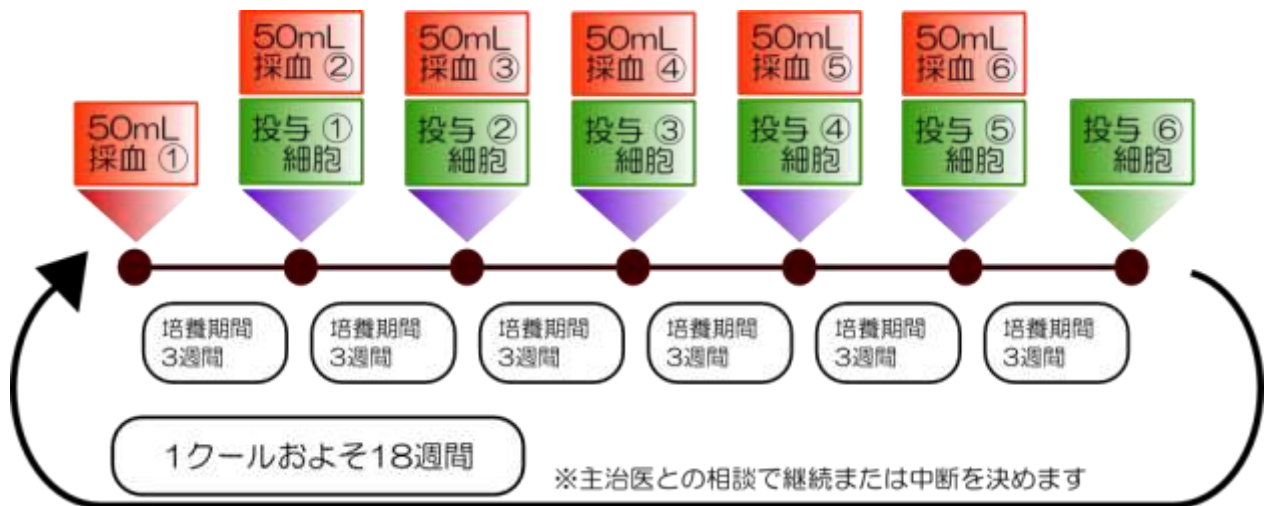 50mL
採血 ①
50mL
採血 ②
投与 ①
細胞
50mL
採血 ③
投与 ②
細胞
50mL
採血 ④
投与 ③
細胞
50mL
採血 ⑤
投与 ④
細胞
50mL
採血 ⑥
投与 ⑤
細胞
投与 ⑥
細胞
培養期間
3週間
培養期間
3週間
培養期間
3週間
培養期間
3週間
培養期間
3週間
培養期間
3週間
1クールおよそ18週間
※主治医との相談で継続または中断を決めます